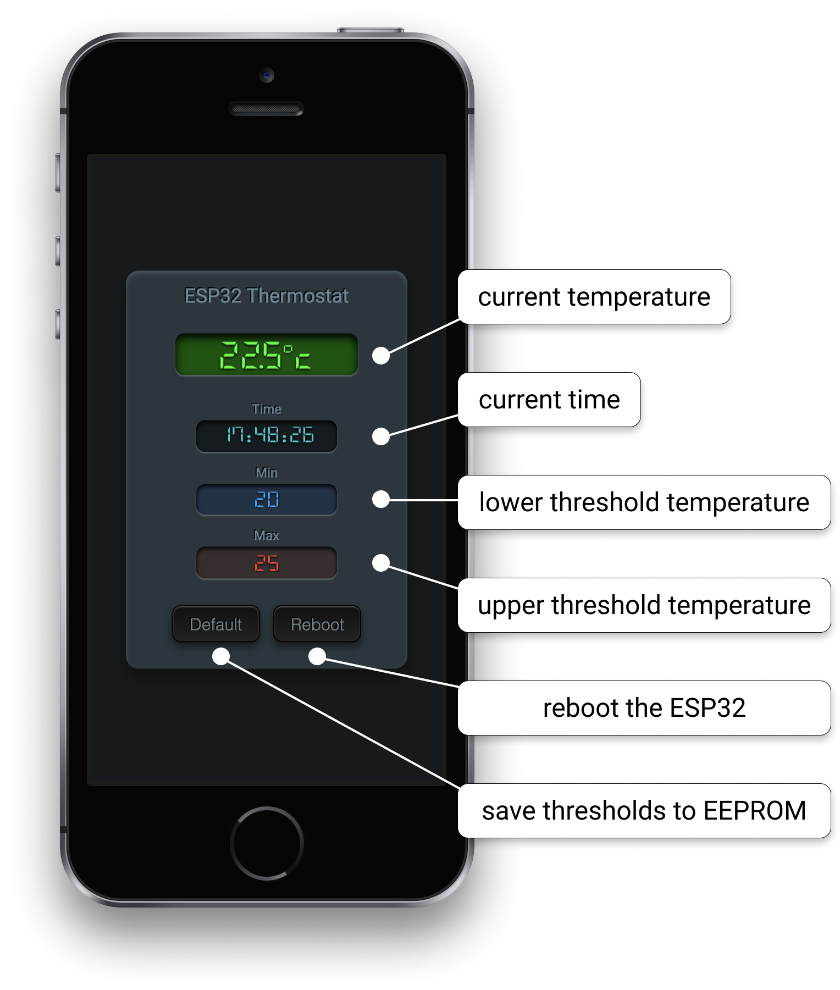 ESP32 Thermostat
22.5°c
Time
17:48:26
Min
20
Max
25
Default
Reboot
current temperature
current time
lower threshold temperature
upper threshold temperature
reboot the ESP32
save thresholds to EEPROM